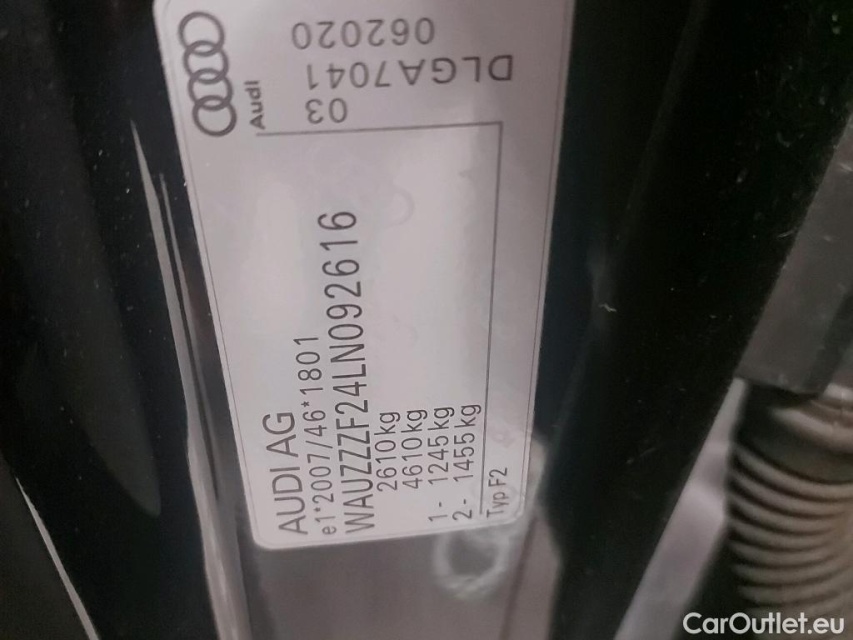 Audi
062020
DLGA7041
03
AUDI AG
e1*2007/46*1801
WAUZZZF24LN092616
2610kg
4610kg
1- 1245kg
2- 1455kg
Typ F2
CarOutlet.eu